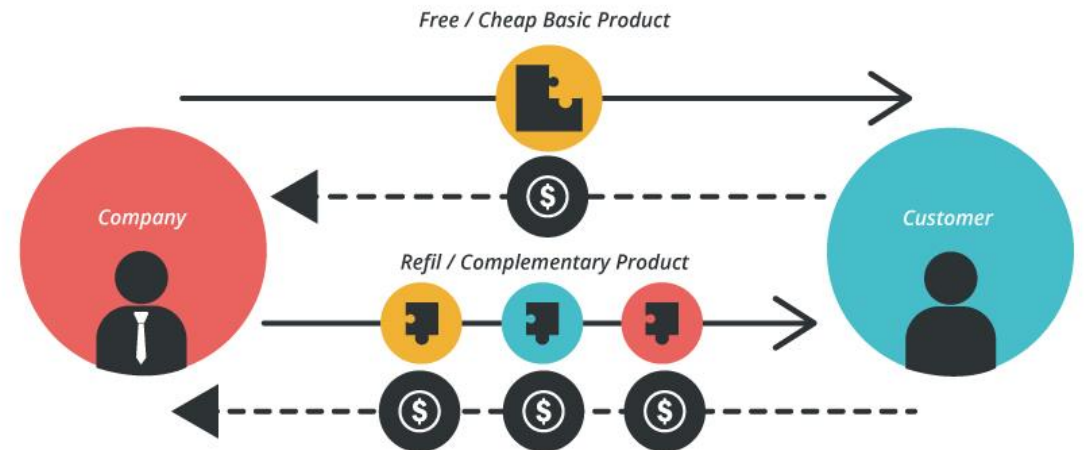 Free / Cheap Basic Product
$
Company
Customer
Refil / Complementary Product
$ $ $